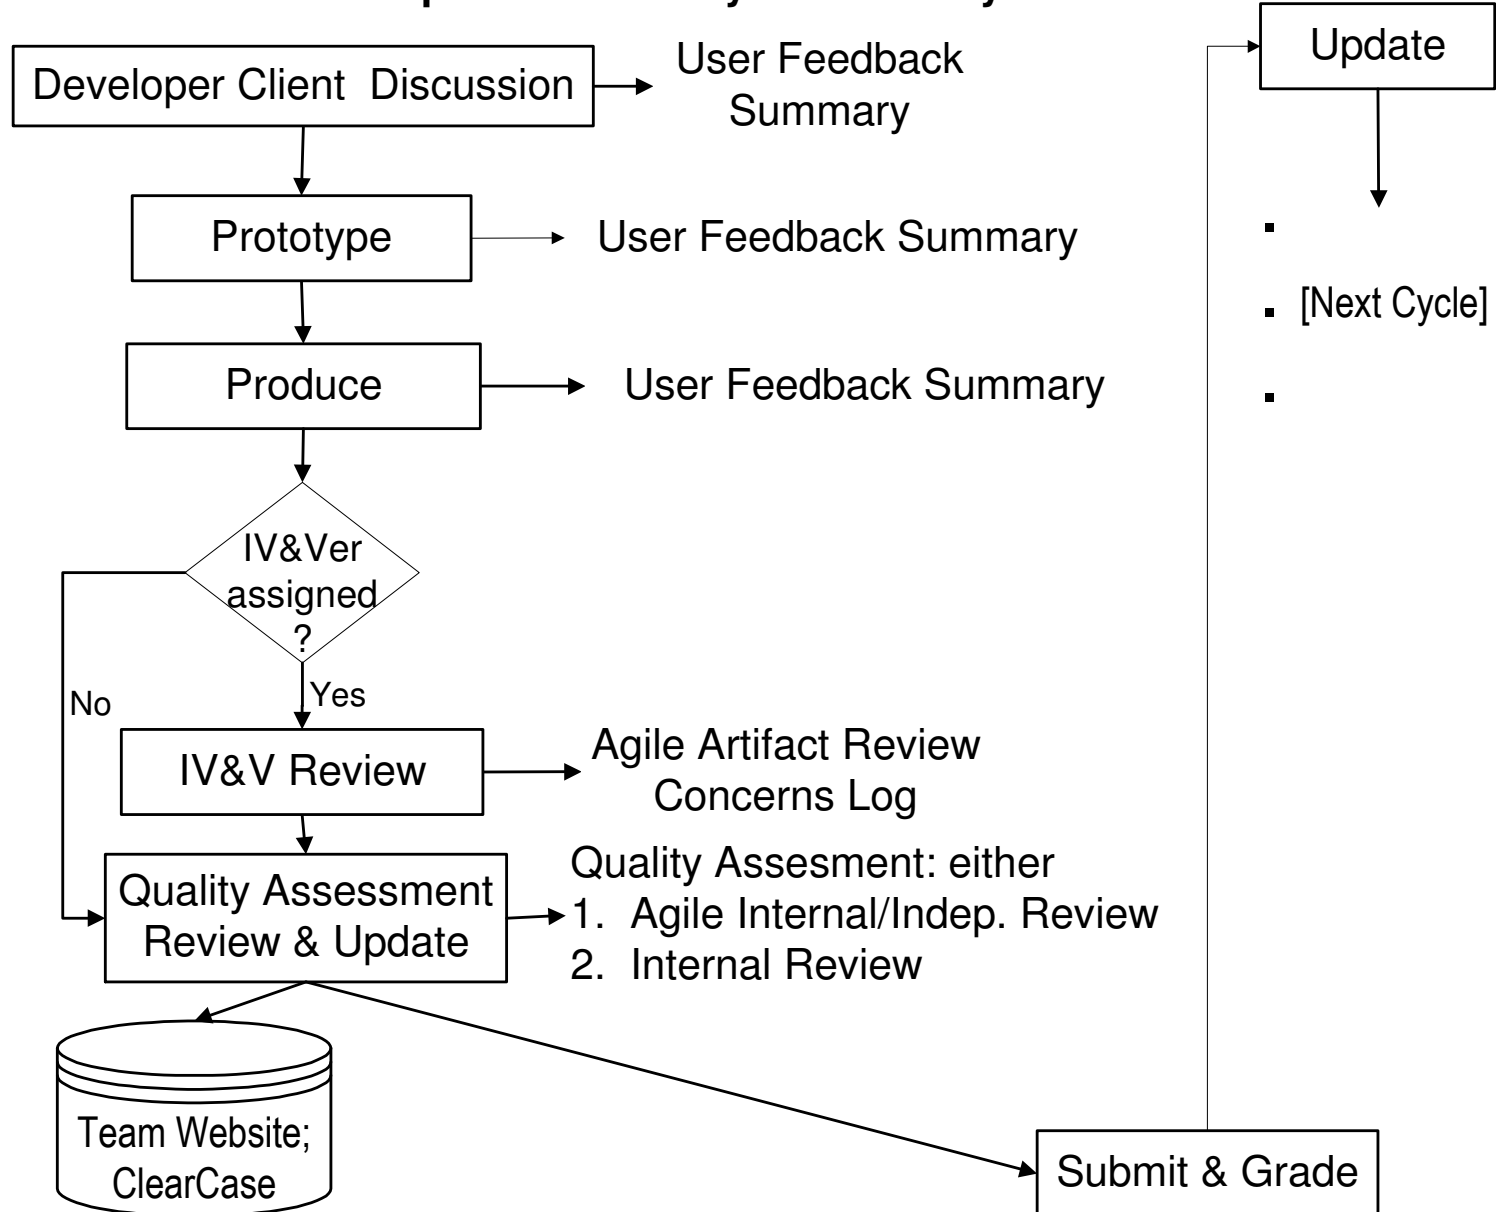 Developer Client  Discussion
User Feedback
Summary
Update
Prototype
User Feedback Summary
[Next Cycle]
Produce
User Feedback Summary
IV&Ver
assigned
?
No
Yes
IV&V Review
Agile Artifact Review
Concerns Log
Quality Assessment
Review & Update
Quality Assesment: either
1. Agile Internal/Indep. Review
2. Internal Review
Team Website;
ClearCase
Submit & Grade